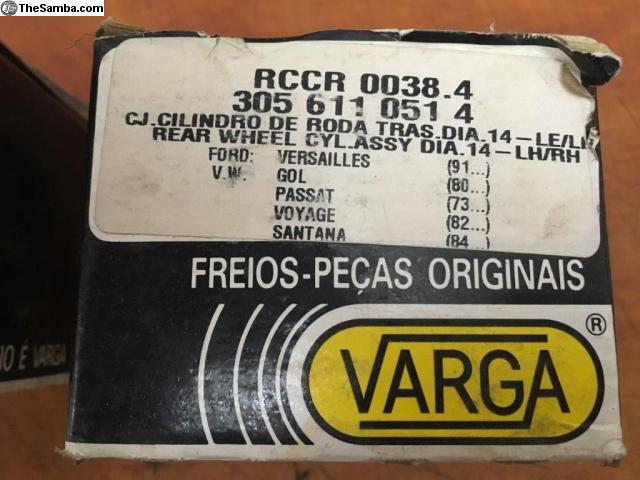 © TheSamba.com
RCCR 0038.4
305 611 051 4
CJ.CILINDRO DE RODA TRAS.DIA.14-LE/L
REAR WHEEL CYL.ASSY DIA.14-LH/RH
FORD: VERSAILLES (91...)
V.W. GOL (80...)
PASSAT (73...)
VOYAGE (82...)
SANTANA (84...
FREIOS-PEÇAS ORIGINAIS
VARGA ®
IO É VARGA